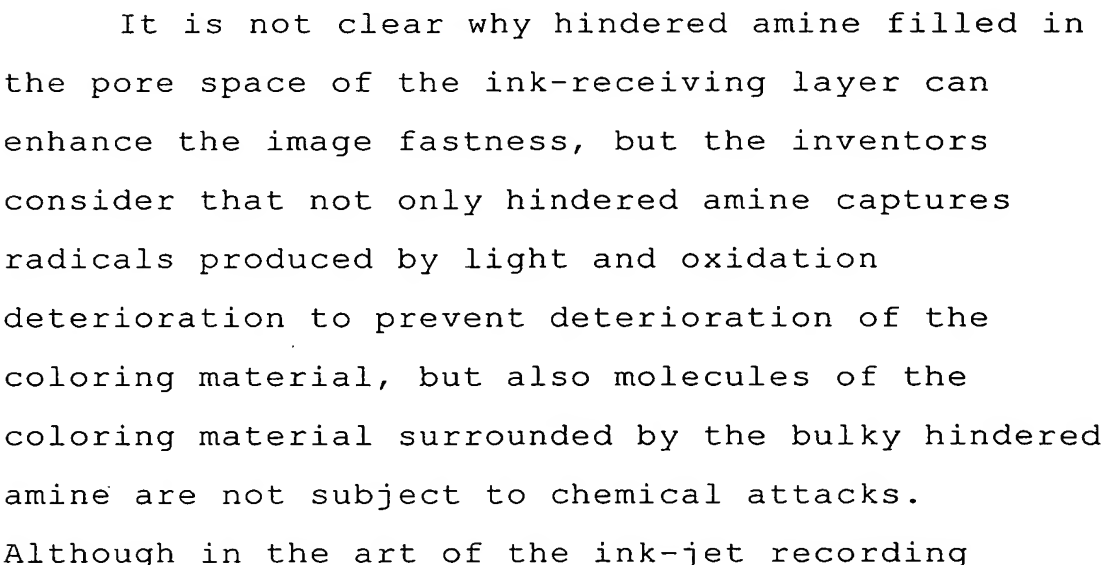 It is not clear why hindered amine filled in
the pore space of the ink-receiving layer can
enhance the image fastness, but the inventors
consider that not only hindered amine captures
radicals produced by light and oxidation
deterioration to prevent deterioration of the
coloring material, but also molecules of the
coloring material surrounded by the bulky hindered
amine are not subject to chemical attacks.
Although in the art of the ink-jet recording